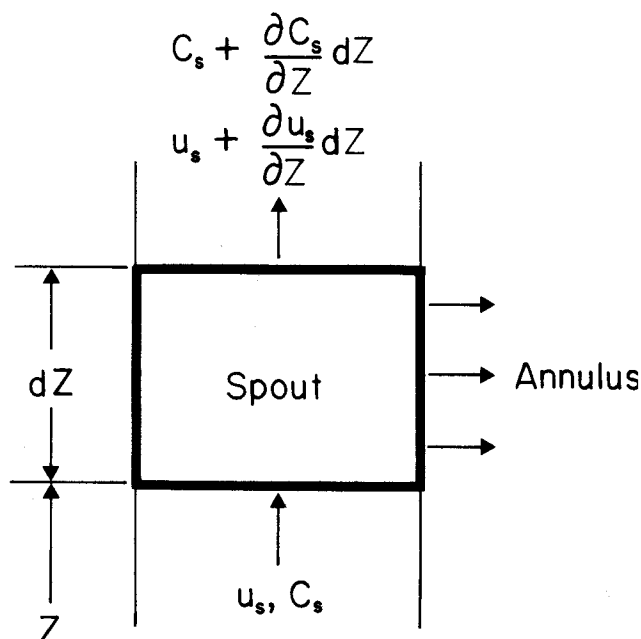 C_s + ∂C_s/∂Z dZ
u_s + ∂u_s/∂Z dZ
dZ
Spout
Annulus
u_s, C_s
Z